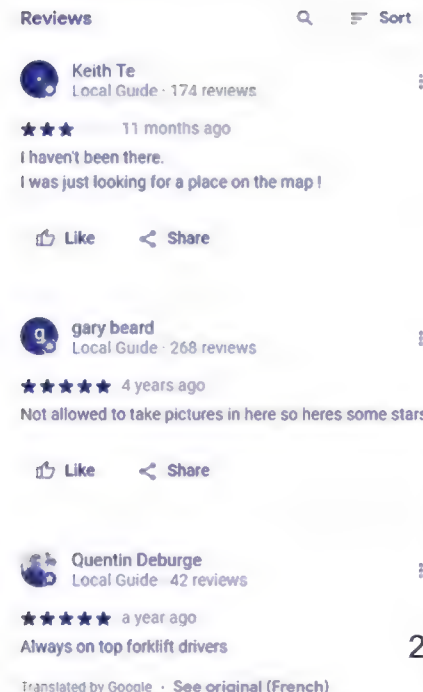 Reviews
Sort
Keith Te
Local Guide · 174 reviews
11 months ago
I haven't been there.
I was just looking for a place on the map !
Like
Share
g
gary beard
Local Guide · 268 reviews
4 years ago
Not allowed to take pictures in here so heres some stars
Like
Share
Quentin Deburge
Local Guide · 42 reviews
a year ago
Always on top forklift drivers
2
Translated by Google · See original (French)